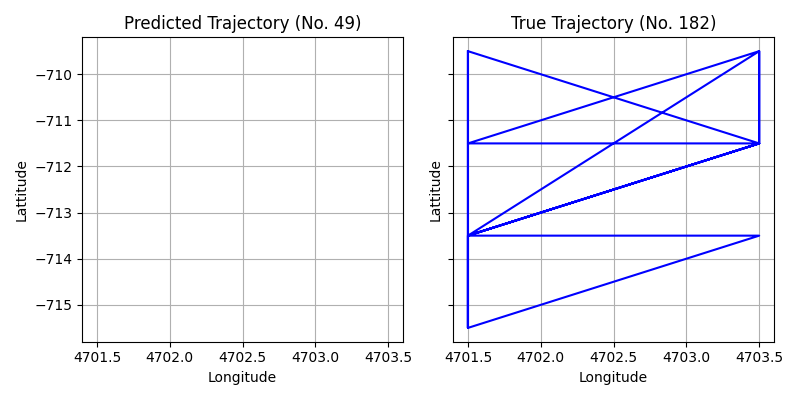 Predicted Trajectory (No. 49)
True Trajectory (No. 182)
−710
−711
−712
−713
−714
−715
Lattitude
Lattitude
4701.5 4702.0 4702.5 4703.0 4703.5
4701.5 4702.0 4702.5 4703.0 4703.5
Longitude
Longitude